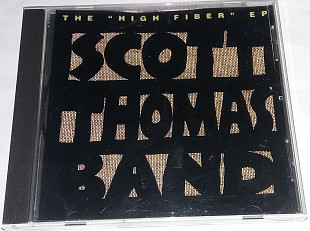 THE "HIGH FIBER" EP
SCOTT
THOMAS
BAND